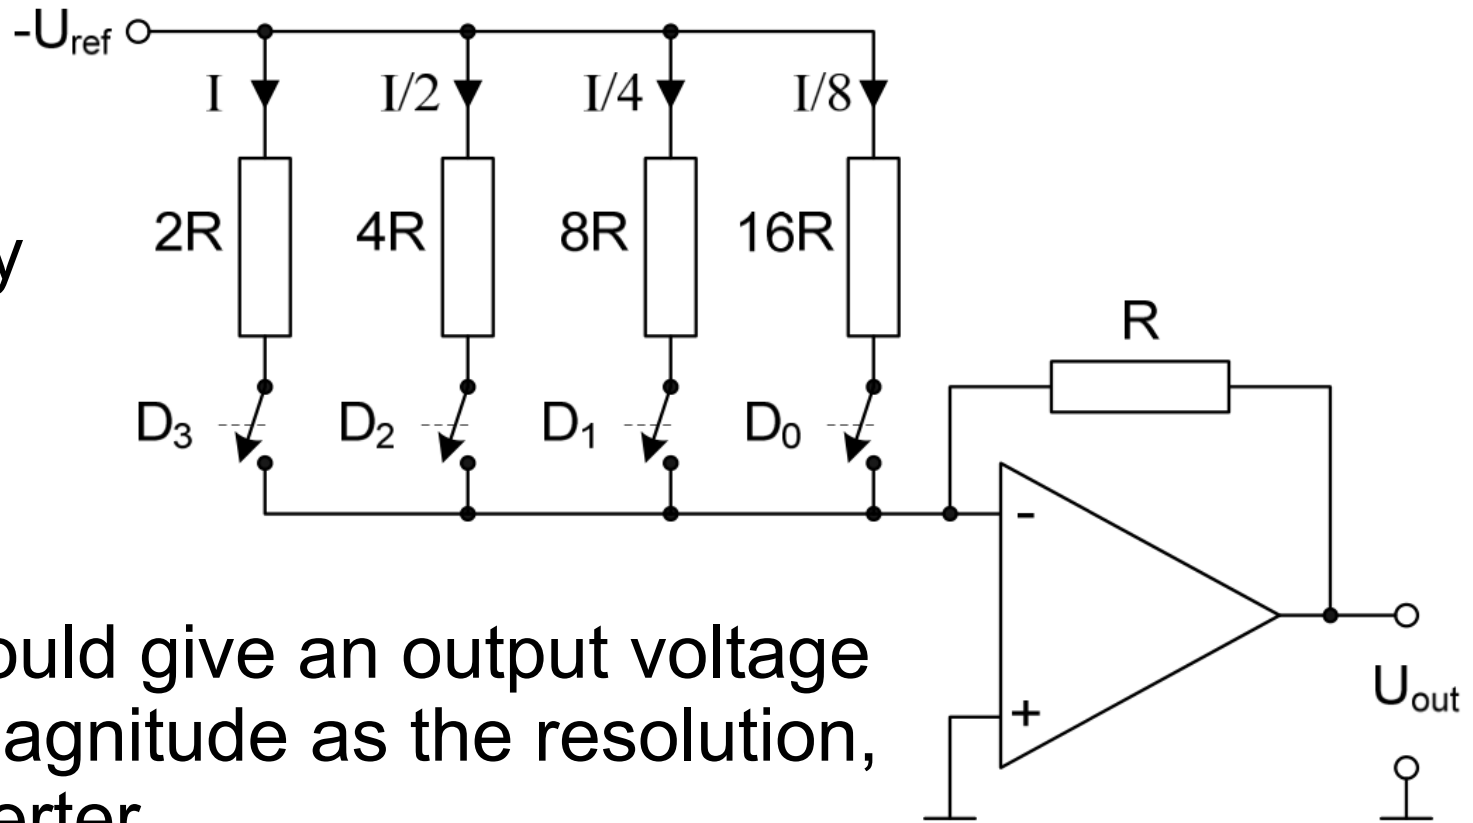 -Uref
I I/2 I/4 I/8
2R 4R 8R 16R
y
R
D3 D2 D1 D0
-
+
ould give an output voltage
agnitude as the resolution,
erter
Uout